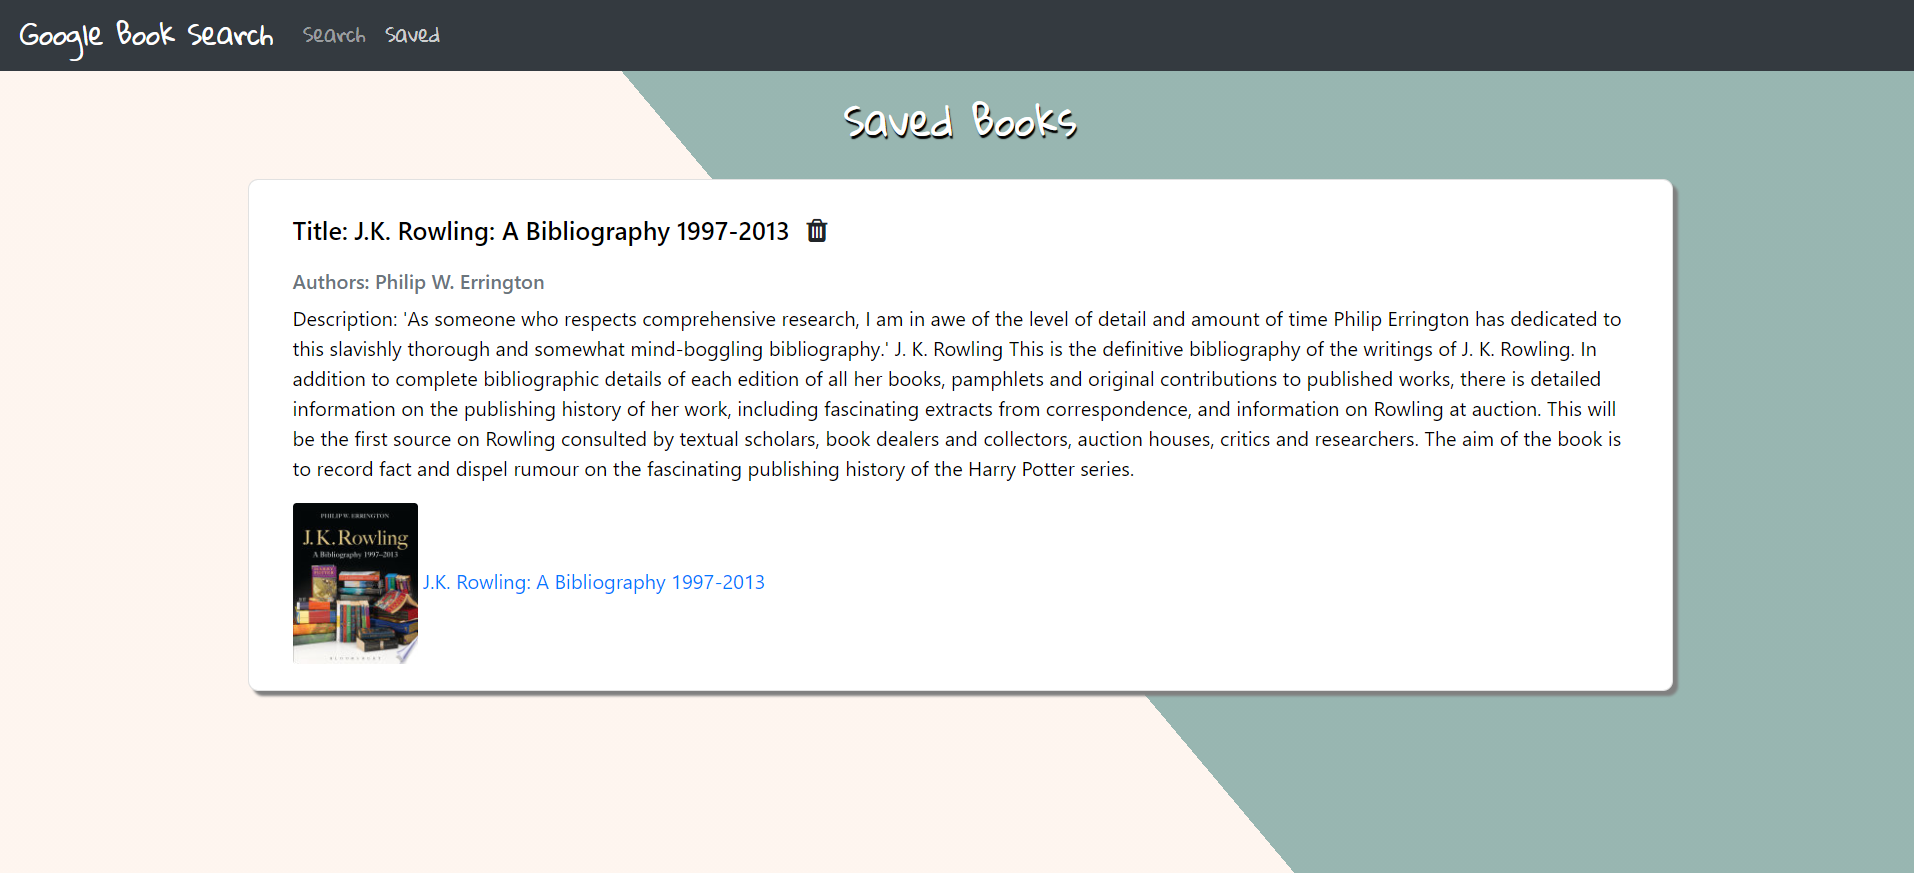 Google Book Search Search Saved
Saved Books
Title: J.K. Rowling: A Bibliography 1997-2013
Authors: Philip W. Errington
Description: 'As someone who respects comprehensive research, I am in awe of the level of detail and amount of time Philip Errington has dedicated to
this slavishly thorough and somewhat mind-boggling bibliography.' J. K. Rowling This is the definitive bibliography of the writings of J. K. Rowling. In
addition to complete bibliographic details of each edition of all her books, pamphlets and original contributions to published works, there is detailed
information on the publishing history of her work, including fascinating extracts from correspondence, and information on Rowling at auction. This will
be the first source on Rowling consulted by textual scholars, book dealers and collectors, auction houses, critics and researchers. The aim of the book is
to record fact and dispel rumour on the fascinating publishing history of the Harry Potter series.
PHILIP W. ERRINGTON
J.K.Rowling
A Bibliography 1997–2013
BLOOMSBURY
J.K. Rowling: A Bibliography 1997-2013